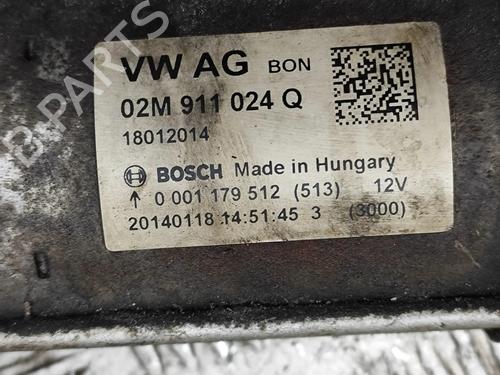 VW AG BON
02M 911 024 Q
18012014
BOSCH Made in Hungary
↑ 0 001 179 512 (513) 12V
20140118 14:51:45 3 (3000)